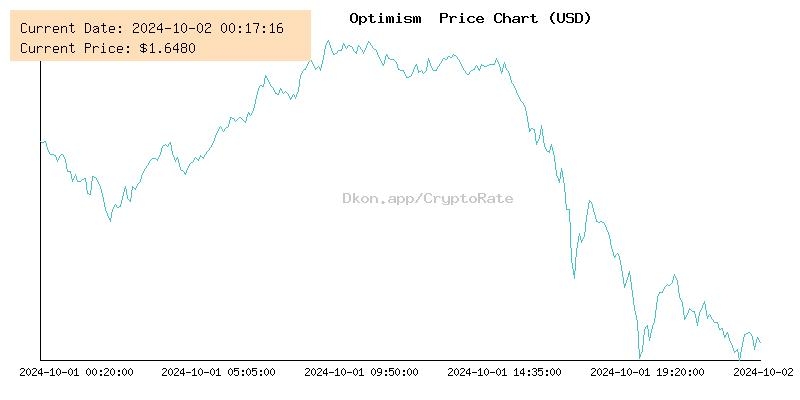 Optimism  Price Chart (USD)
Current Date: 2024-10-02 00:17:16
Current Price: $1.6480
Dkon.app/CryptoRate
2024-10-01 00:20:00 2024-10-01 05:05:00 2024-10-01 09:50:00 2024-10-01 14:35:00 2024-10-01 19:20:00 2024-10-02